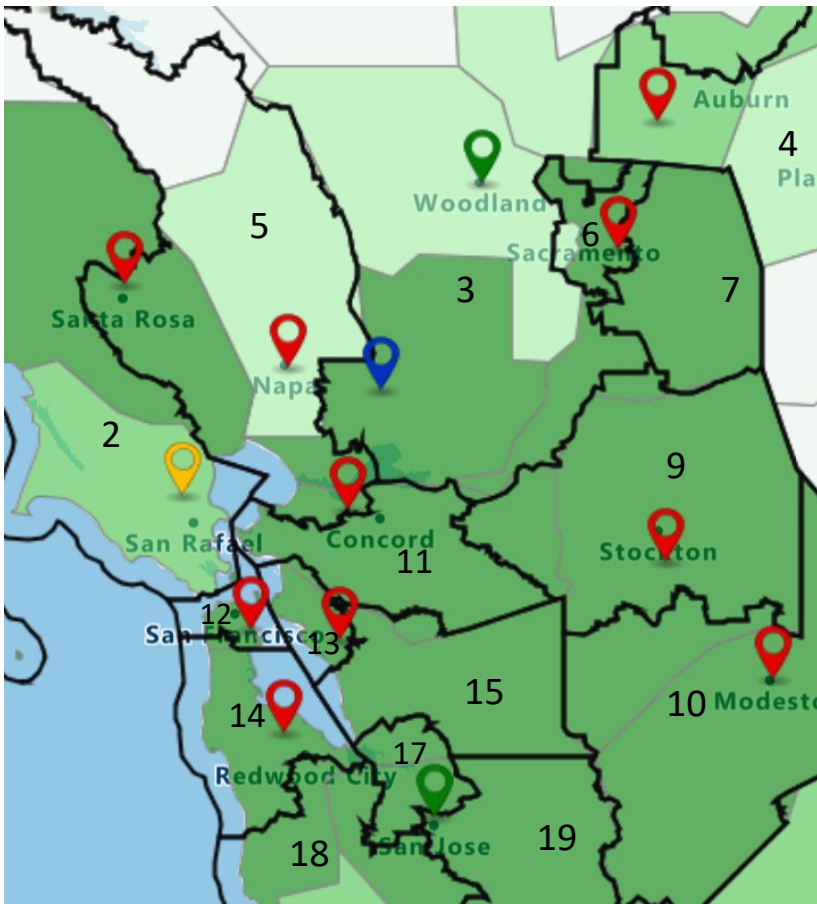 Auburn
4
Pla
Woodland
5
6
Sacramento
3
7
Santa Rosa
Napa
2
9
San Rafael
Concord
Stockton
11
12
San Francisco
13
10
Modesto
15
14
17
Redwood City
San Jose
19
18